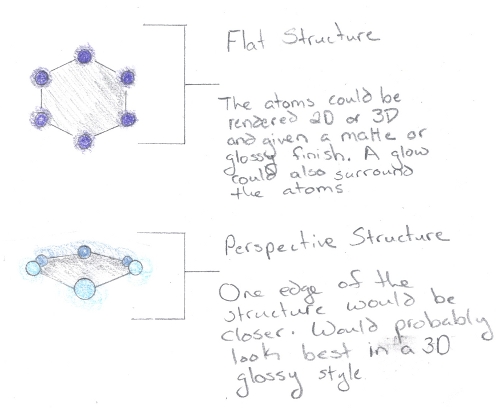 Flat Structure
The atoms could be
rendered 2D or 3D
and given a matte or
glossy finish. A glow
could also surround
the atoms
Perspective Structure
One edge of the
structure would be
closer. Would probably
look best in a 3D
glossy style